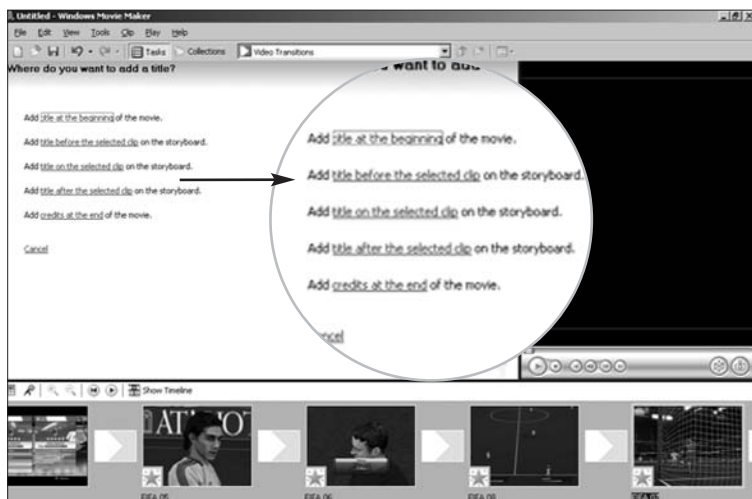 Untitled - Windows Movie Maker
File Edit View Tools Clip Play Help
Tasks Collections Video Transitions
Where do you want to add a title?
Add title at the beginning of the movie.
Add title before the selected clip on the storyboard.
Add title on the selected clip on the storyboard.
Add title after the selected clip on the storyboard.
Add credits at the end of the movie.
Cancel
want to add
Add title at the beginning of the movie.
Add title before the selected clip on the storyboard.
Add title on the selected clip on the storyboard.
Add title after the selected clip on the storyboard.
Add credits at the end of the movie.
ncel
Show Timeline